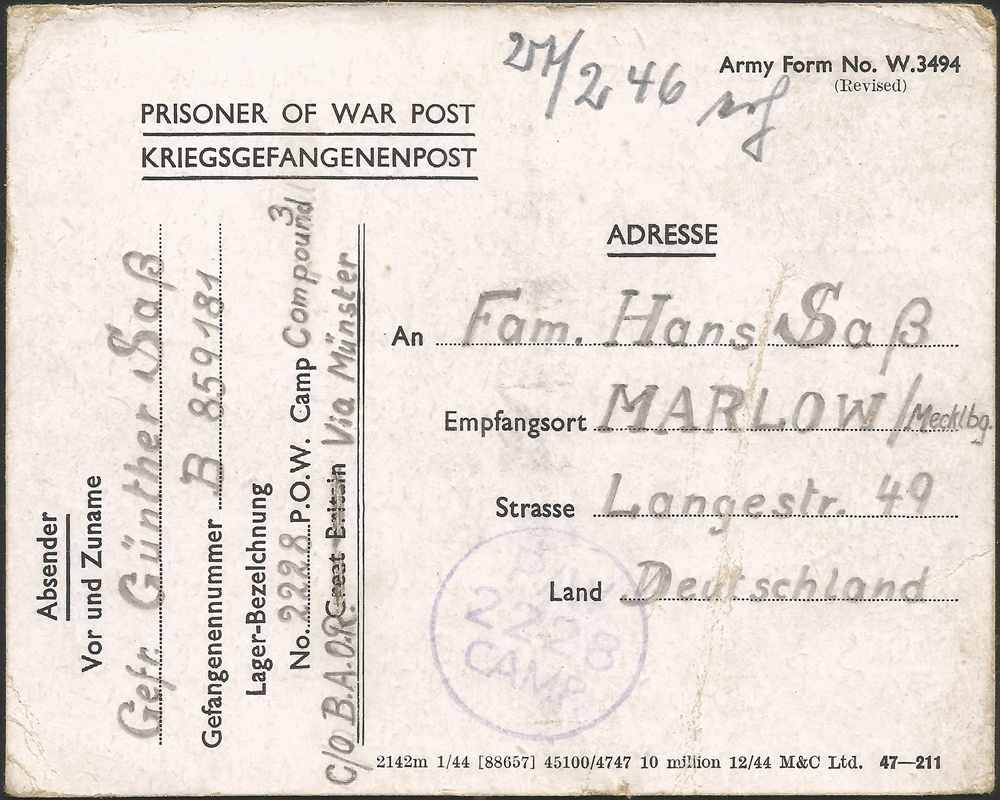 27/2 46
Army Form No. W.3494
(Revised)
PRISONER OF WAR POST
KRIEGSGEFANGENENPOST
Absender
Vor und Zuname
Gefr. Günther Saß
Gefangenennummer B 859181
Lager-Bezeichnung
No. 2228 P.O.W. Camp Compound 3
c/o B.A.O.R. Great Britain Via Münster
ADRESSE
An Fam. Hans Saß
Empfangsort MARLOW/Mecklbg.
Strasse Langestr. 49
Land Deutschland
P.W.
2228
CAMP
2142m 1/44 [88657] 45100/4747 10 million 12/44 M&C Ltd. 47—211